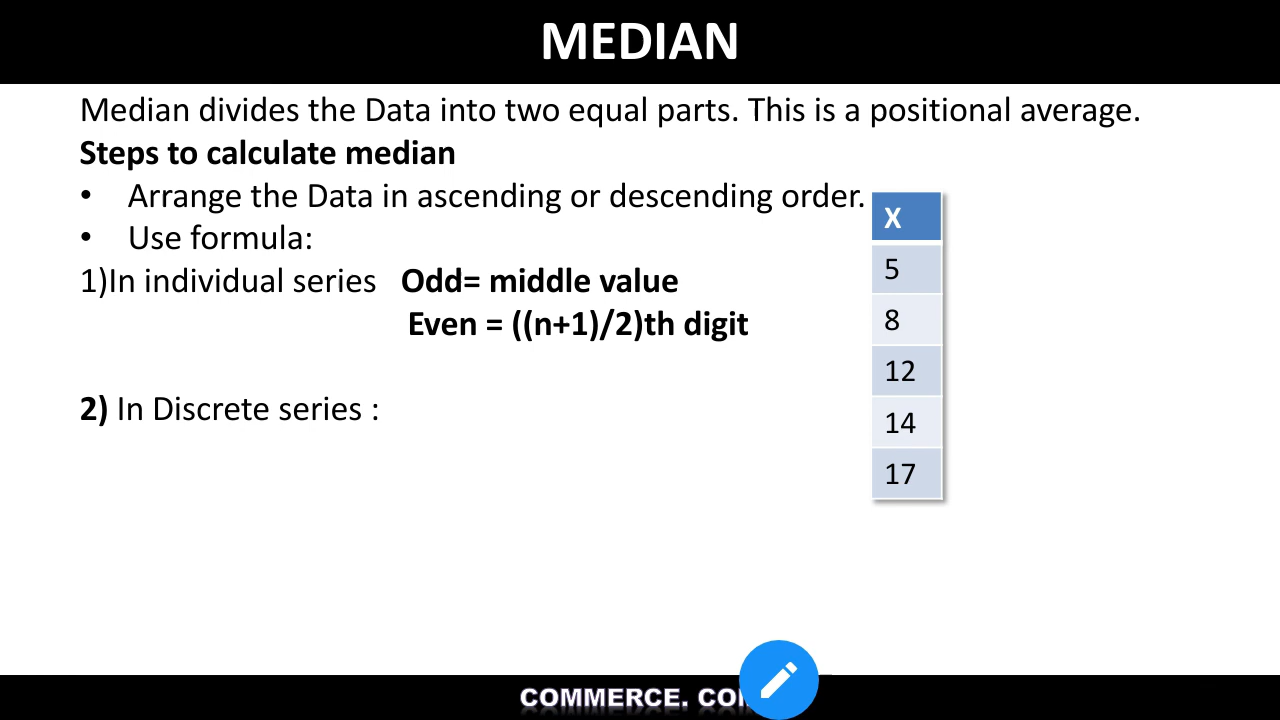 MEDIAN
Median divides the Data into two equal parts. This is a positional average.
Steps to calculate median
• Arrange the Data in ascending or descending order.
• Use formula:
1)In individual series Odd= middle value
Even = ((n+1)/2)th digit
2) In Discrete series :
X
5
8
12
14
17
COMMERCE.